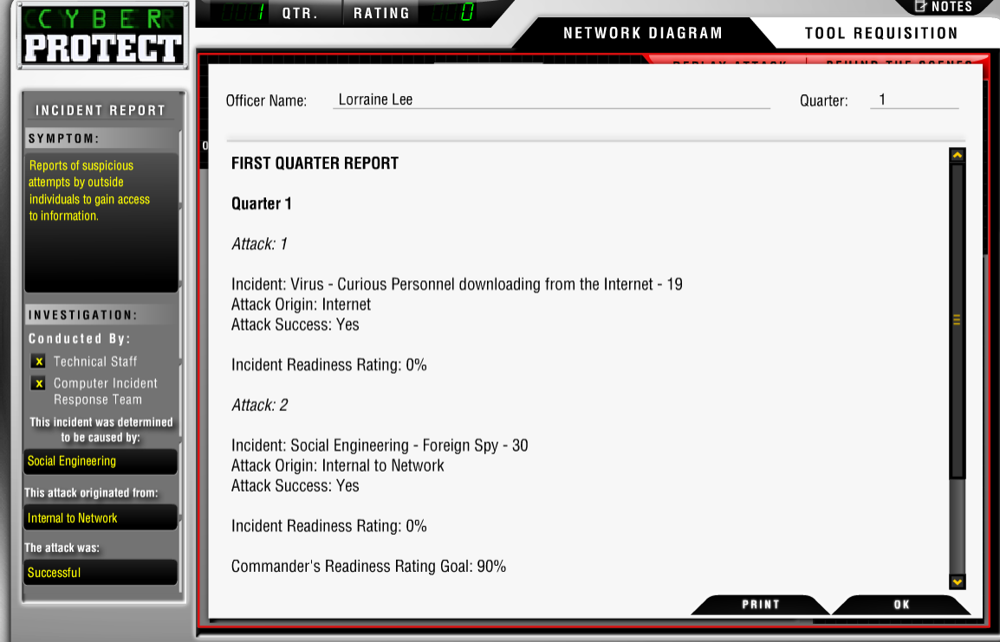 CYBER
PROTECT
1 QTR.
RATING 0
NOTES
NETWORK DIAGRAM
TOOL REQUISITION
REPLAY ATTACK
BEHIND THE SCENES
INCIDENT REPORT
SYMPTOM:
Reports of suspicious
attempts by outside
individuals to gain access
to information.
INVESTIGATION:
Conducted By:
x Technical Staff
x Computer Incident
Response Team
This incident was determined
to be caused by:
Social Engineering
This attack originated from:
Internal to Network
The attack was:
Successful
Officer Name: Lorraine Lee
Quarter: 1
FIRST QUARTER REPORT
Quarter 1
Attack: 1
Incident: Virus - Curious Personnel downloading from the Internet - 19
Attack Origin: Internet
Attack Success: Yes
Incident Readiness Rating: 0%
Attack: 2
Incident: Social Engineering - Foreign Spy - 30
Attack Origin: Internal to Network
Attack Success: Yes
Incident Readiness Rating: 0%
Commander's Readiness Rating Goal: 90%
PRINT
OK